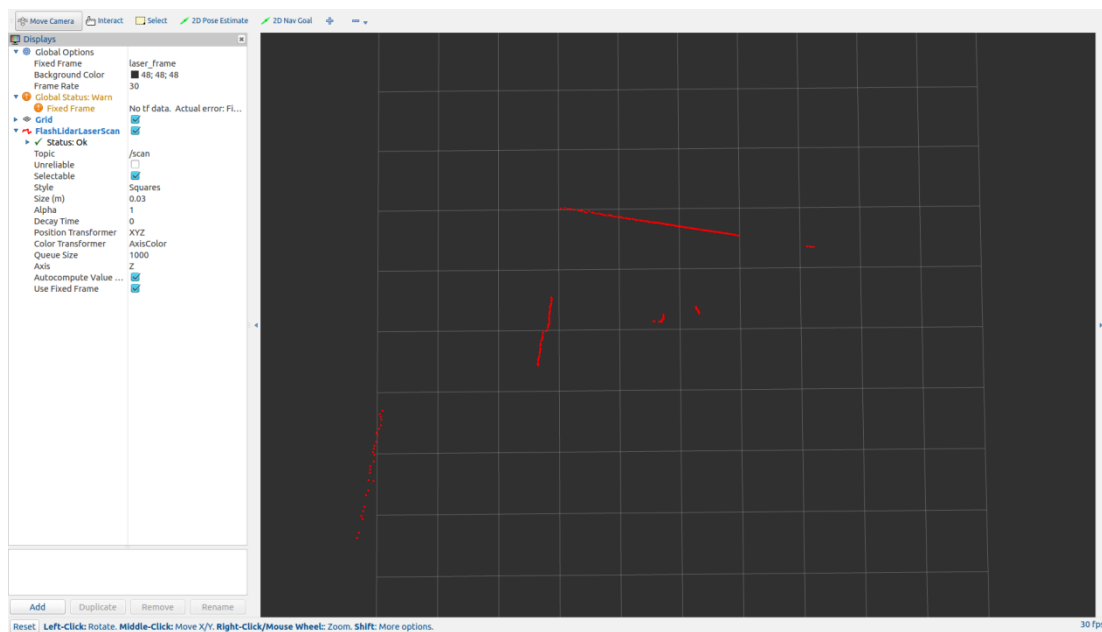 Move Camera Interact Select 2D Pose Estimate 2D Nav Goal
Displays
Global Options
Fixed Frame laser_frame
Background Color 48; 48; 48
Frame Rate 30
Global Status: Warn
Fixed Frame No tf data. Actual error: Fi...
Grid
FlashLidarLaserScan
Status: Ok
Topic /scan
Unreliable
Selectable
Style Squares
Size (m) 0.03
Alpha 1
Decay Time 0
Position Transformer XYZ
Color Transformer AxisColor
Queue Size 1000
Axis Z
Autocompute Value ...
Use Fixed Frame
Add Duplicate Remove Rename
Reset Left-Click: Rotate. Middle-Click: Move X/Y. Right-Click/Mouse Wheel:: Zoom. Shift: More options. 30 fps